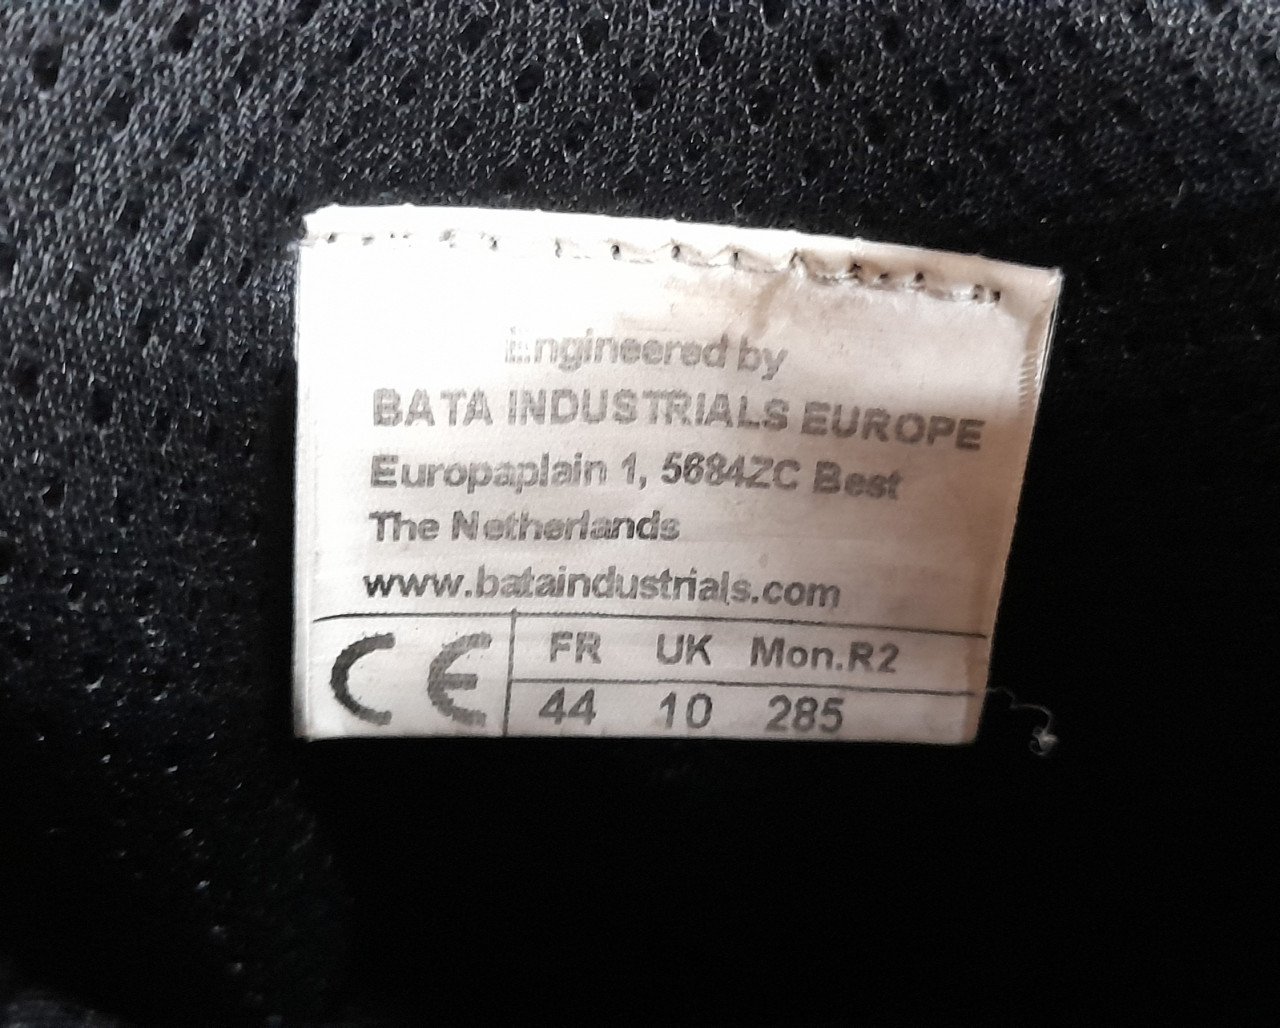 Engineered by
BATA INDUSTRIALS EUROPE
Europaplain 1, 5684ZC Best
The Netherlands
www.bataindustrials.com
CE FR UK Mon.R2
44 10 285